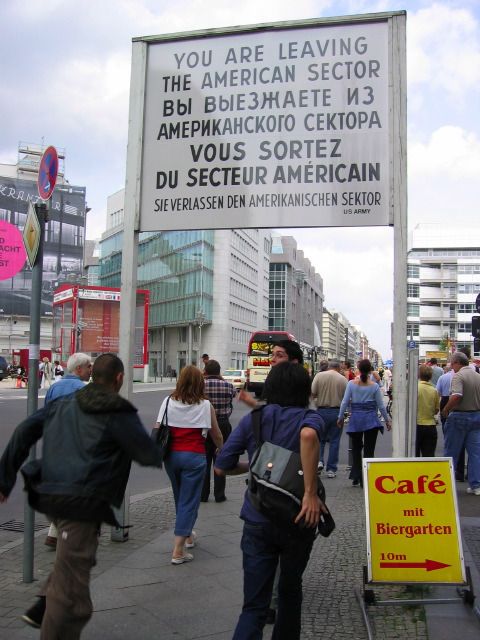 YOU ARE LEAVING
THE AMERICAN SECTOR
ВЫ ВЫЕЗЖАЕТЕ ИЗ
АМЕРИКАНСКОГО СЕКТОРА
VOUS SORTEZ
DU SECTEUR AMÉRICAIN
SIE VERLASSEN DEN AMERIKANISCHEN SEKTOR
US ARMY
Café
mit
Biergarten
10m